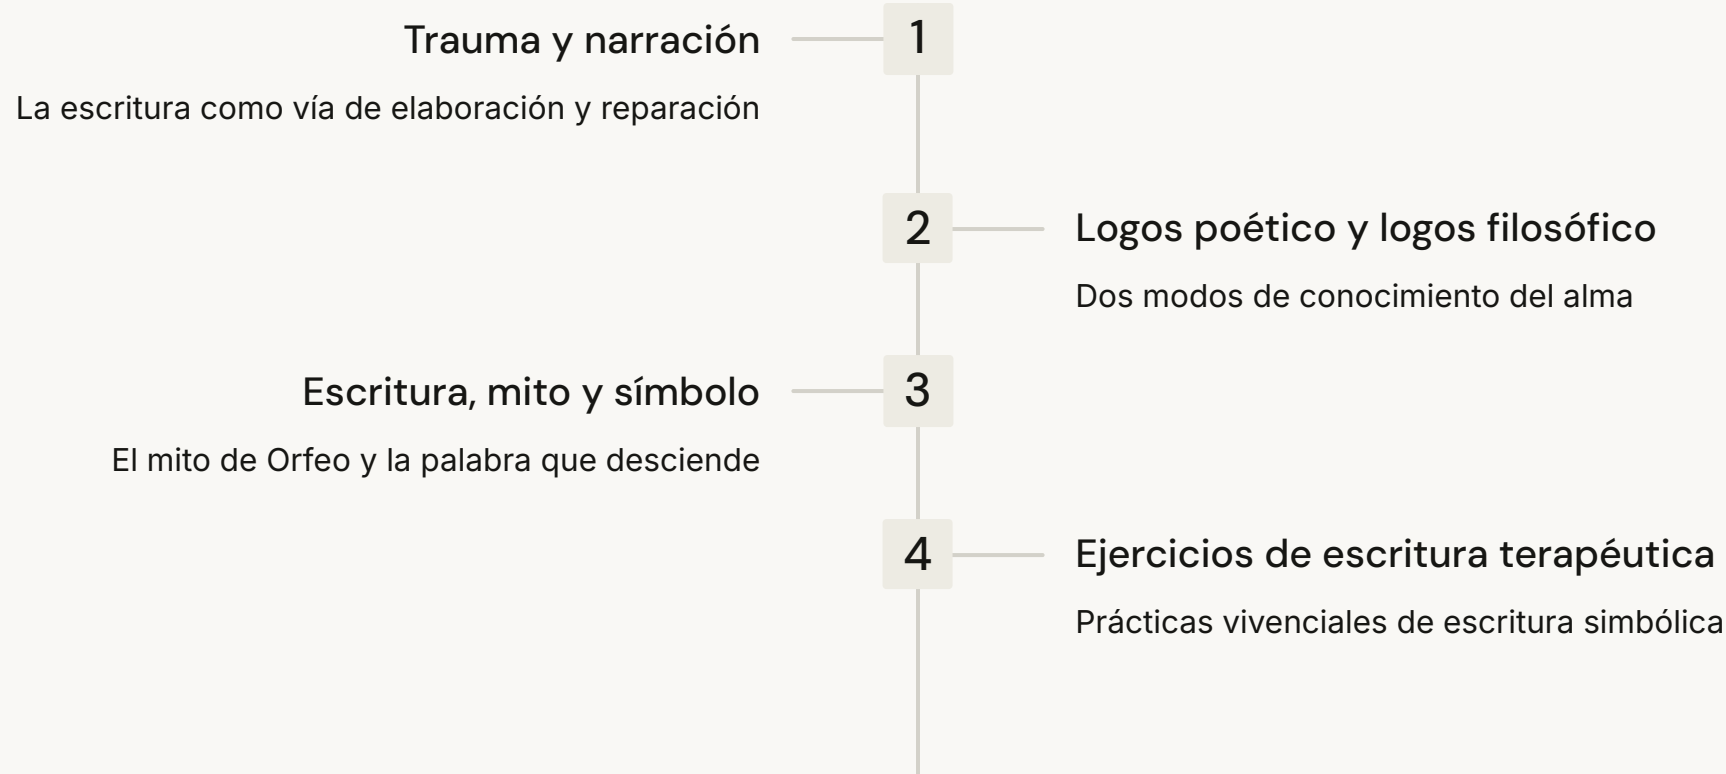 Trauma y narración
1
La escritura como vía de elaboración y reparación
2
Logos poético y logos filosófico
Dos modos de conocimiento del alma
Escritura, mito y símbolo
3
El mito de Orfeo y la palabra que desciende
4
Ejercicios de escritura terapéutica
Prácticas vivenciales de escritura simbólica